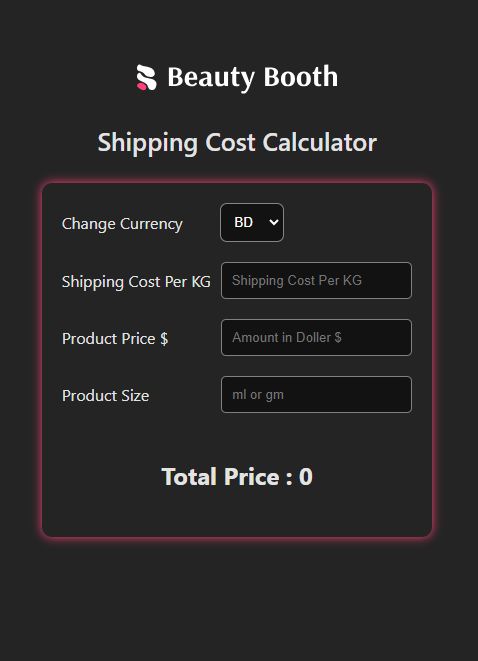 Beauty Booth
Shipping Cost Calculator
Change Currency BD
Shipping Cost Per KG Shipping Cost Per KG
Product Price $ Amount in Doller $
Product Size ml or gm
Total Price : 0